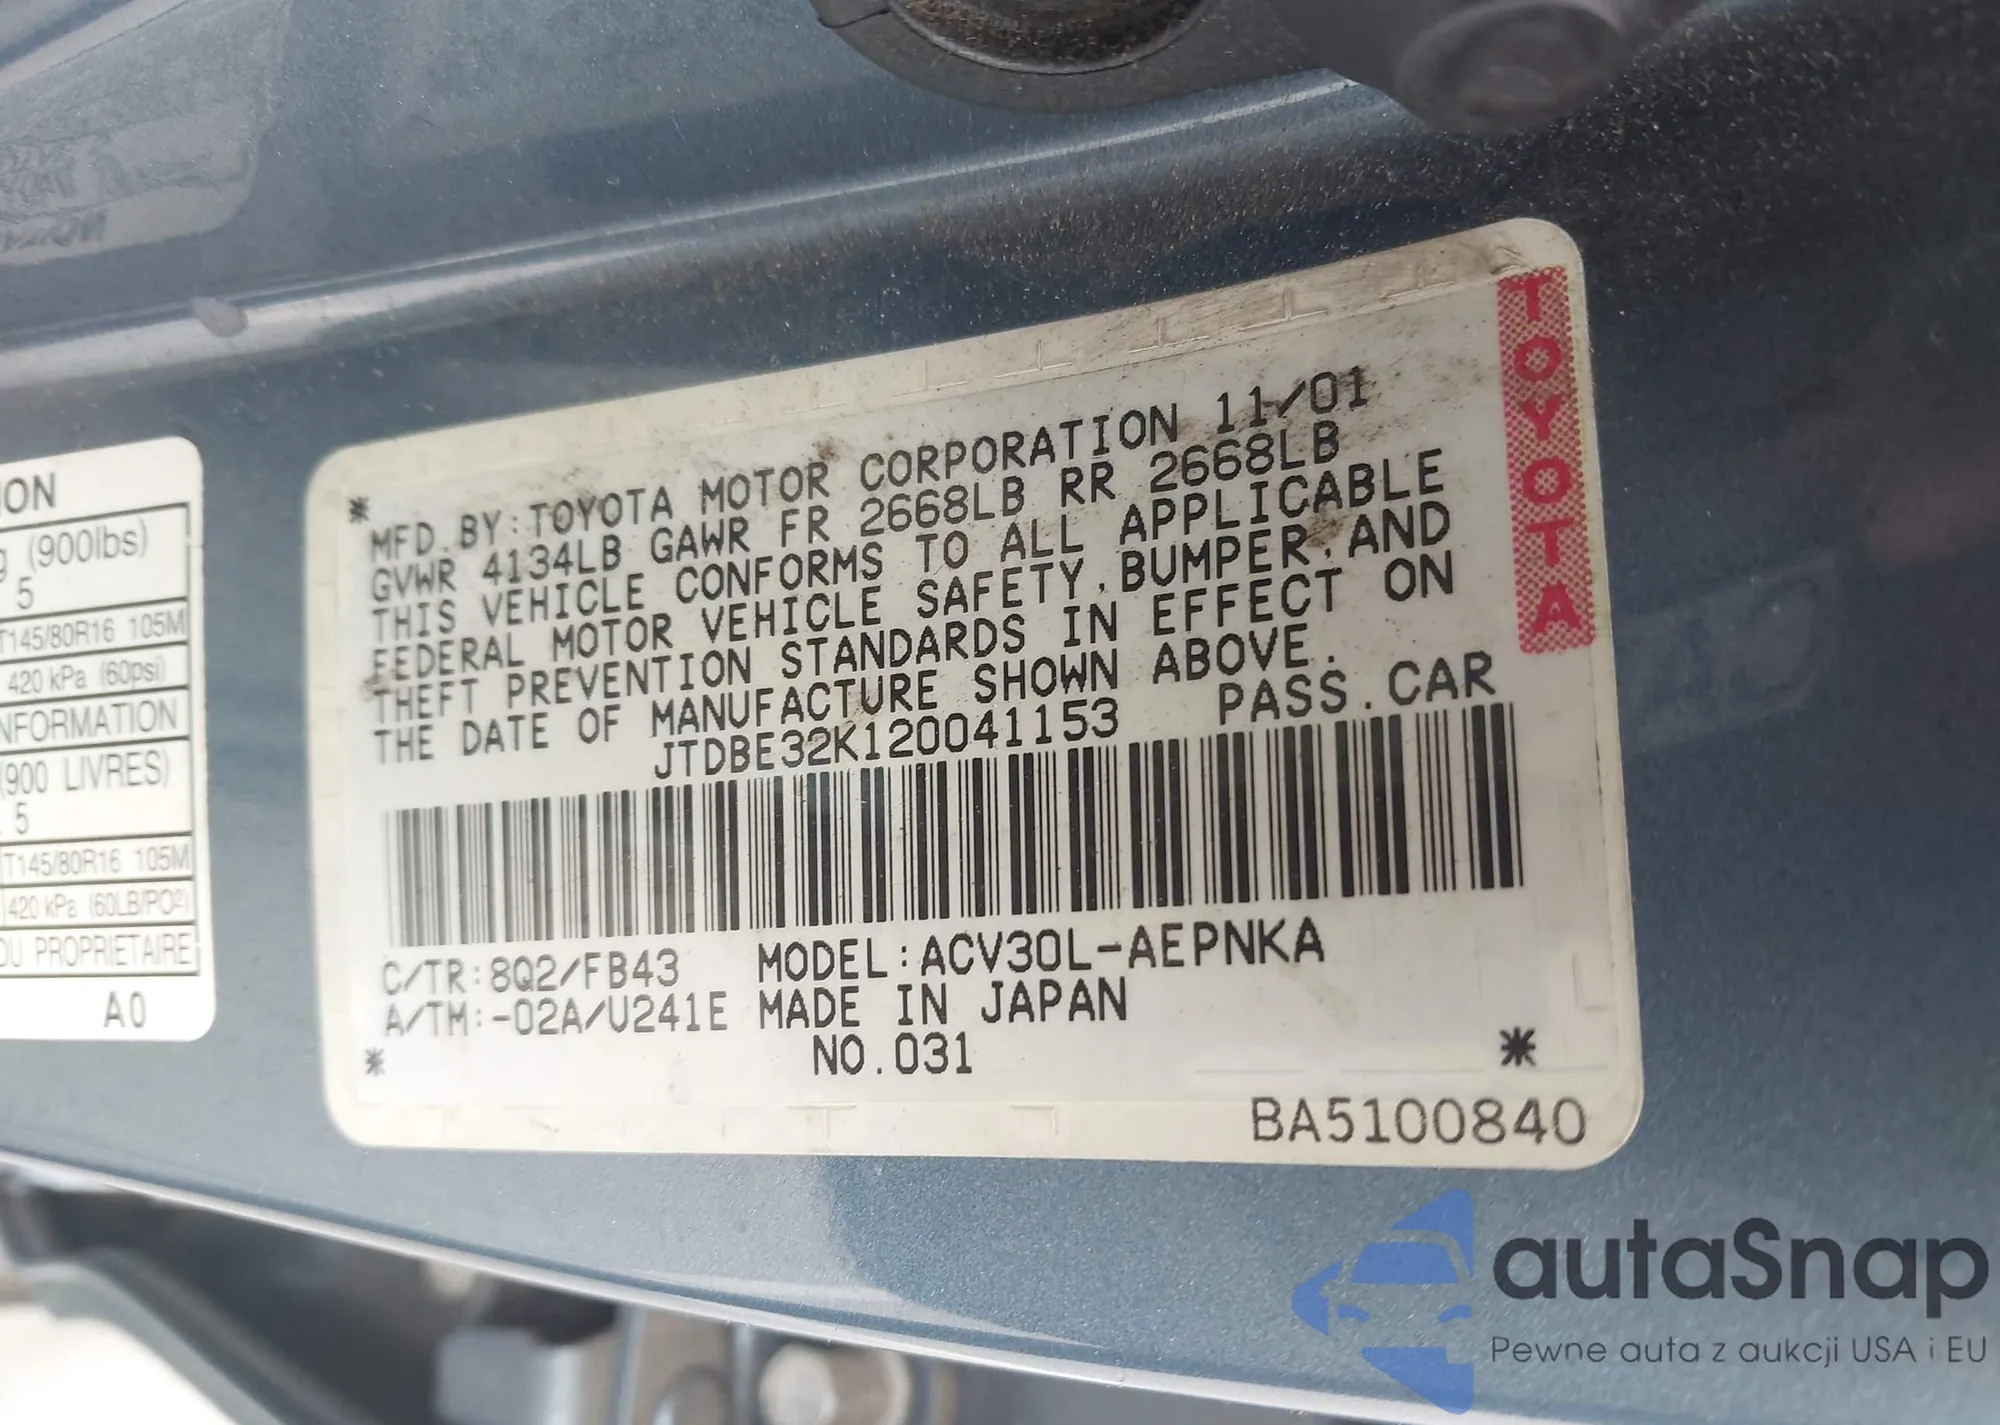 ION
g (900lbs)
5
T145/80R16 105M
420 kPa (60psi)
NFORMATION
(900 LIVRES)
5
T145/80R16 105M
420 kPa (60LB/PO²)
DU PROPRIETAIRE
A0
TOYOTA
*
MFD.BY:TOYOTA MOTOR CORPORATION 11/01
GVWR 4134LB GAWR FR 2668LB RR 2668LB
THIS VEHICLE CONFORMS TO ALL APPLICABLE
FEDERAL MOTOR VEHICLE SAFETY,BUMPER,AND
THEFT PREVENTION STANDARDS IN EFFECT ON
THE DATE OF MANUFACTURE SHOWN ABOVE.
JTDBE32K120041153 PASS.CAR
C/TR:8Q2/FB43 MODEL:ACV30L-AEPNKA
A/TM:-02A/U241E MADE IN JAPAN
* NO.031 *
BA5100840
autaSnap
Pewne auta z aukcji USA i EU